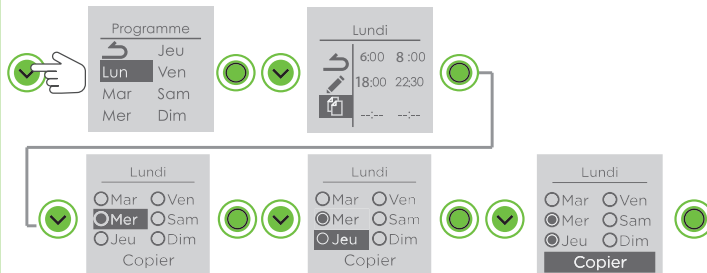 Programme
Jeu
Lun Ven
Mar Sam
Mer Dim
Lundi
6:00 8:00
18:00 22:30
--:-- --:--
Lundi
Mar Ven
Mer Sam
Jeu Dim
Copier
Lundi
Mar Ven
Mer Sam
Jeu Dim
Copier
Lundi
Mar Ven
Mer Sam
Jeu Dim
Copier